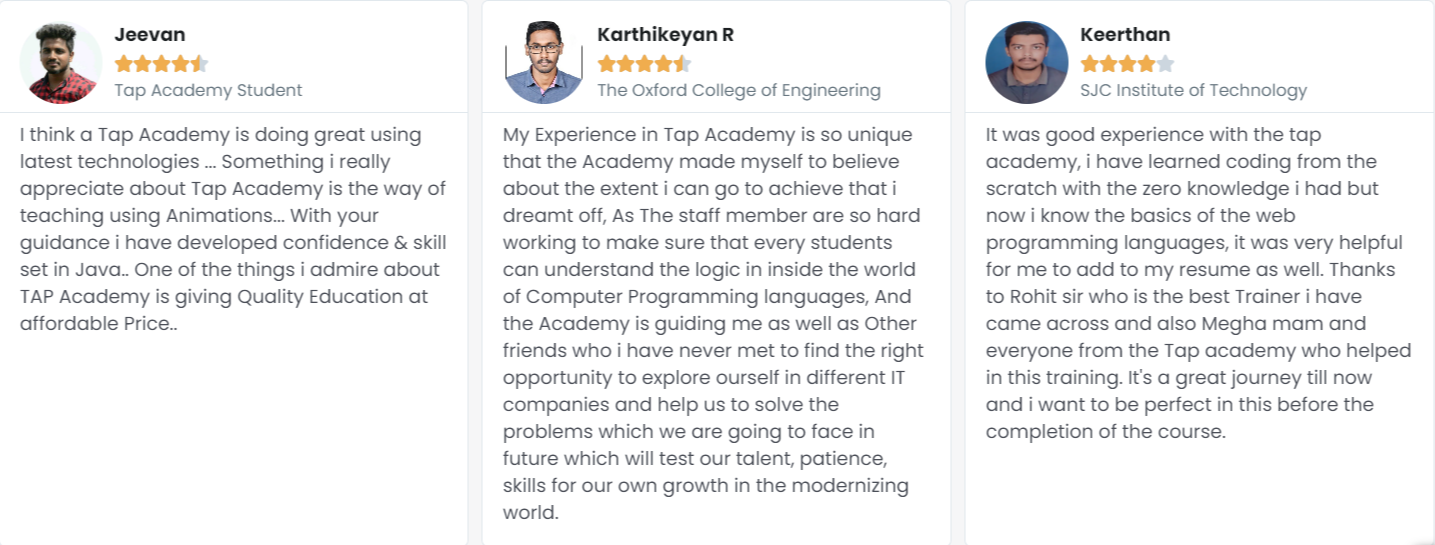 Jeevan
Tap Academy Student
I think a Tap Academy is doing great using
latest technologies ... Something i really
appreciate about Tap Academy is the way of
teaching using Animations... With your
guidance i have developed confidence & skill
set in Java.. One of the things i admire about
TAP Academy is giving Quality Education at
affordable Price..
Karthikeyan R
The Oxford College of Engineering
My Experience in Tap Academy is so unique
that the Academy made myself to believe
about the extent i can go to achieve that i
dreamt off, As The staff member are so hard
working to make sure that every students
can understand the logic in inside the world
of Computer Programming languages, And
the Academy is guiding me as well as Other
friends who i have never met to find the right
opportunity to explore ourself in different IT
companies and help us to solve the
problems which we are going to face in
future which will test our talent, patience,
skills for our own growth in the modernizing
world.
Keerthan
SJC Institute of Technology
It was good experience with the tap
academy, i have learned coding from the
scratch with the zero knowledge i had but
now i know the basics of the web
programming languages, it was very helpful
for me to add to my resume as well. Thanks
to Rohit sir who is the best Trainer i have
came across and also Megha mam and
everyone from the Tap academy who helped
in this training. It's a great journey till now
and i want to be perfect in this before the
completion of the course.